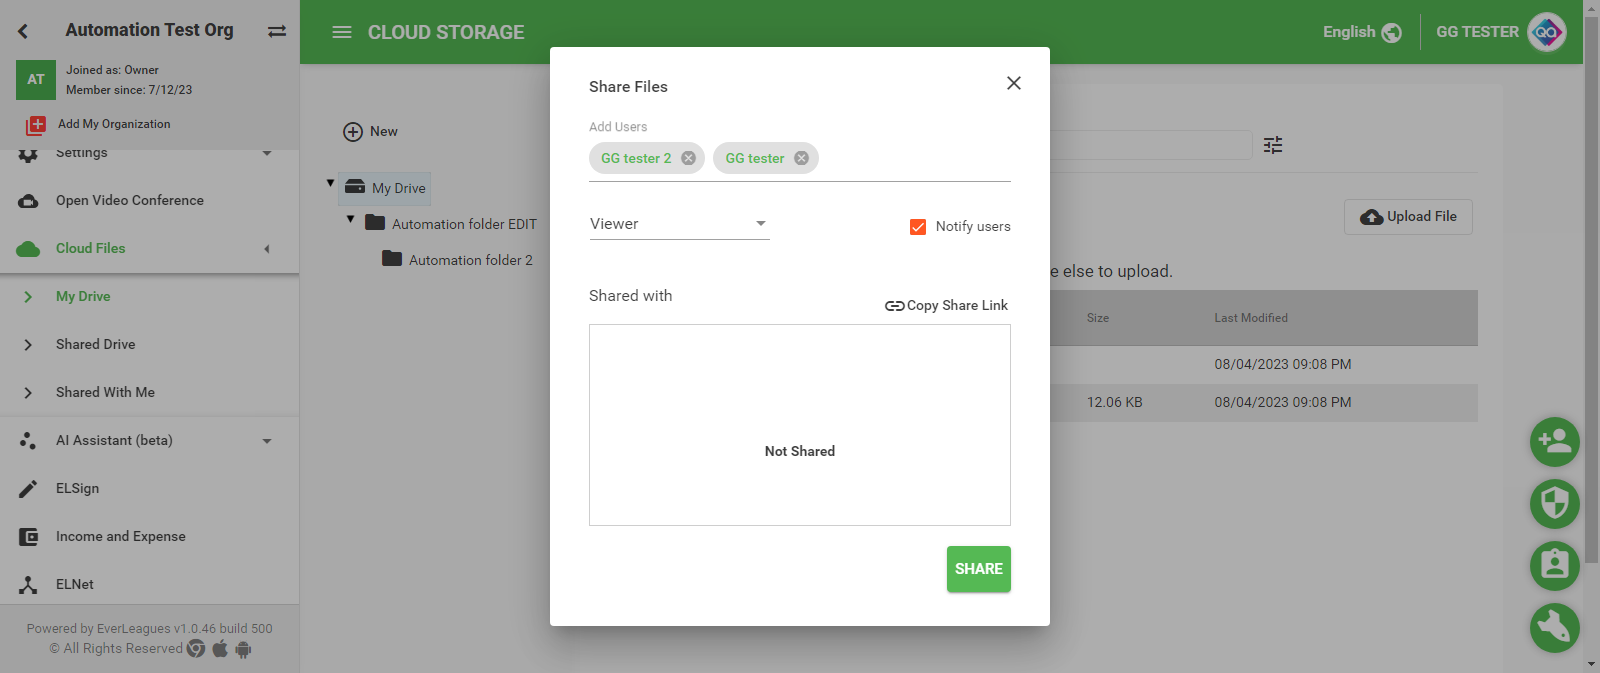 Automation Test Org
AT
Joined as: Owner
Member since: 7/12/23
Add My Organization
Settings
Open Video Conference
Cloud Files
My Drive
Shared Drive
Shared With Me
AI Assistant (beta)
ELSign
Income and Expense
ELNet
Powered by EverLeagues v1.0.46 build 500
© All Rights Reserved
CLOUD STORAGE
English
GG TESTER
QA
New
My Drive
Automation folder EDIT
Automation folder 2
Upload File
e else to upload.
Size
Last Modified
08/04/2023 09:08 PM
12.06 KB
08/04/2023 09:08 PM
Share Files
Add Users
GG tester 2
GG tester
Viewer
Notify users
Shared with
Copy Share Link
Not Shared
SHARE